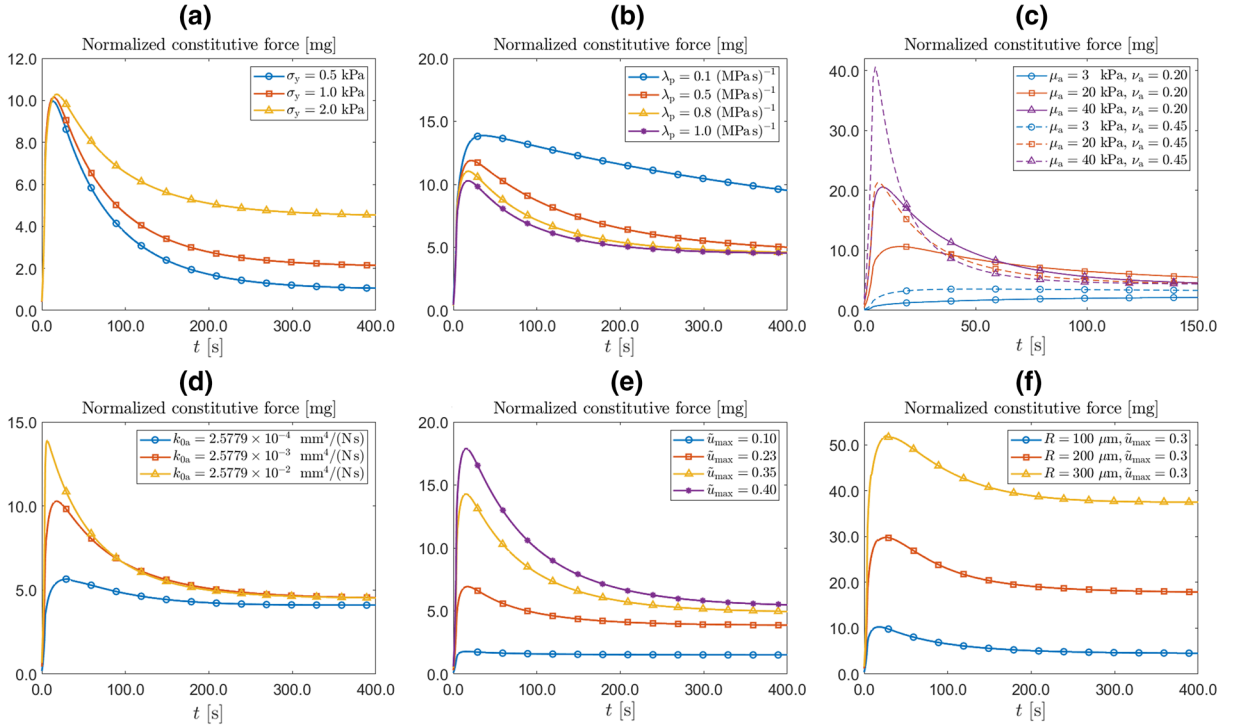 (a)
Normalized constitutive force [mg]
12.0
10.0
8.0
6.0
4.0
2.0
0.0
σy = 0.5 kPa
σy = 1.0 kPa
σy = 2.0 kPa
0.0 100.0 200.0 300.0 400.0
t [s]
(b)
Normalized constitutive force [mg]
20.0
15.0
10.0
5.0
0.0
λp = 0.1 (MPa s)⁻¹
λp = 0.5 (MPa s)⁻¹
λp = 0.8 (MPa s)⁻¹
λp = 1.0 (MPa s)⁻¹
0.0 100.0 200.0 300.0 400.0
t [s]
(c)
Normalized constitutive force [mg]
40.0
30.0
20.0
10.0
0.0
μa = 3 kPa, νa = 0.20
μa = 20 kPa, νa = 0.20
μa = 40 kPa, νa = 0.20
μa = 3 kPa, νa = 0.45
μa = 20 kPa, νa = 0.45
μa = 40 kPa, νa = 0.45
0.0 50.0 100.0 150.0
t [s]
(d)
Normalized constitutive force [mg]
15.0
10.0
5.0
0.0
k0a = 2.5779 × 10⁻⁴ mm⁴/(N s)
k0a = 2.5779 × 10⁻³ mm⁴/(N s)
k0a = 2.5779 × 10⁻² mm⁴/(N s)
0.0 100.0 200.0 300.0 400.0
t [s]
(e)
Normalized constitutive force [mg]
20.0
15.0
10.0
5.0
0.0
ũmax = 0.10
ũmax = 0.23
ũmax = 0.35
ũmax = 0.40
0.0 100.0 200.0 300.0 400.0
t [s]
(f)
Normalized constitutive force [mg]
50.0
40.0
30.0
20.0
10.0
0.0
R = 100 μm, ũmax = 0.3
R = 200 μm, ũmax = 0.3
R = 300 μm, ũmax = 0.3
0.0 100.0 200.0 300.0 400.0
t [s]